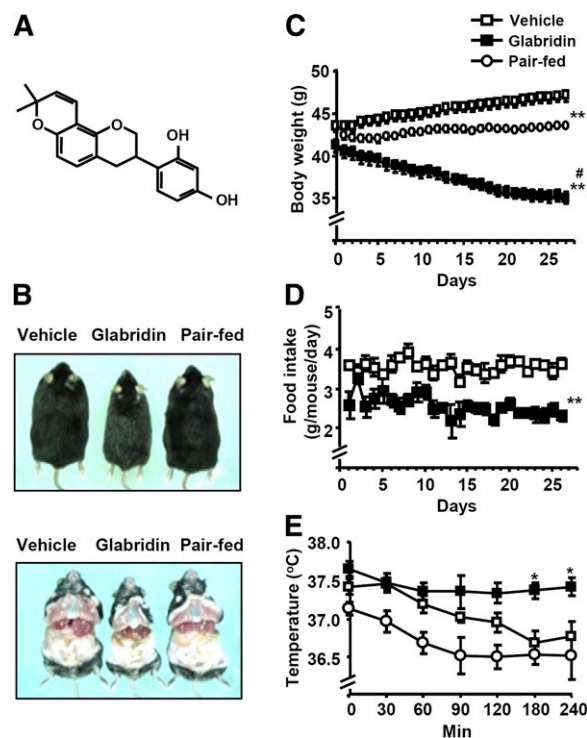 A
OH
OH
B
Vehicle Glabridin Pair-fed
Vehicle Glabridin Pair-fed
C
Vehicle
Glabridin
Pair-fed
Body weight (g)
50
45
40
35
**
#
**
0 5 10 15 20 25
Days
D
Food intake
(g/mouse/day)
5
4
3
2
**
0 5 10 15 20 25
Days
E
Temperature (°C)
38.0
37.5
37.0
36.5
* *
0 30 60 90 120 180 240
Min
O
O